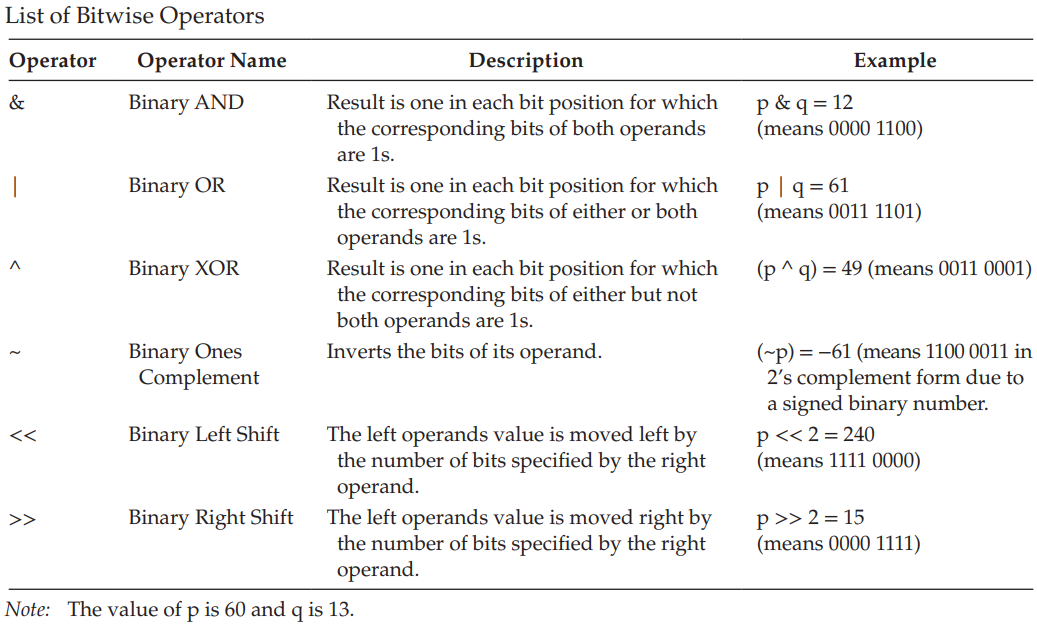 List of Bitwise Operators
Operator Operator Name Description Example
& Binary AND Result is one in each bit position for which p & q = 12
the corresponding bits of both operands (means 0000 1100)
are 1s.
| Binary OR Result is one in each bit position for which p | q = 61
the corresponding bits of either or both (means 0011 1101)
operands are 1s.
^ Binary XOR Result is one in each bit position for which (p ^ q) = 49 (means 0011 0001)
the corresponding bits of either but not
both operands are 1s.
~ Binary Ones Inverts the bits of its operand. (~p) = −61 (means 1100 0011 in
Complement 2’s complement form due to
a signed binary number.
<< Binary Left Shift The left operands value is moved left by p << 2 = 240
the number of bits specified by the right (means 1111 0000)
operand.
>> Binary Right Shift The left operands value is moved right by p >> 2 = 15
the number of bits specified by the right (means 0000 1111)
operand.
Note: The value of p is 60 and q is 13.